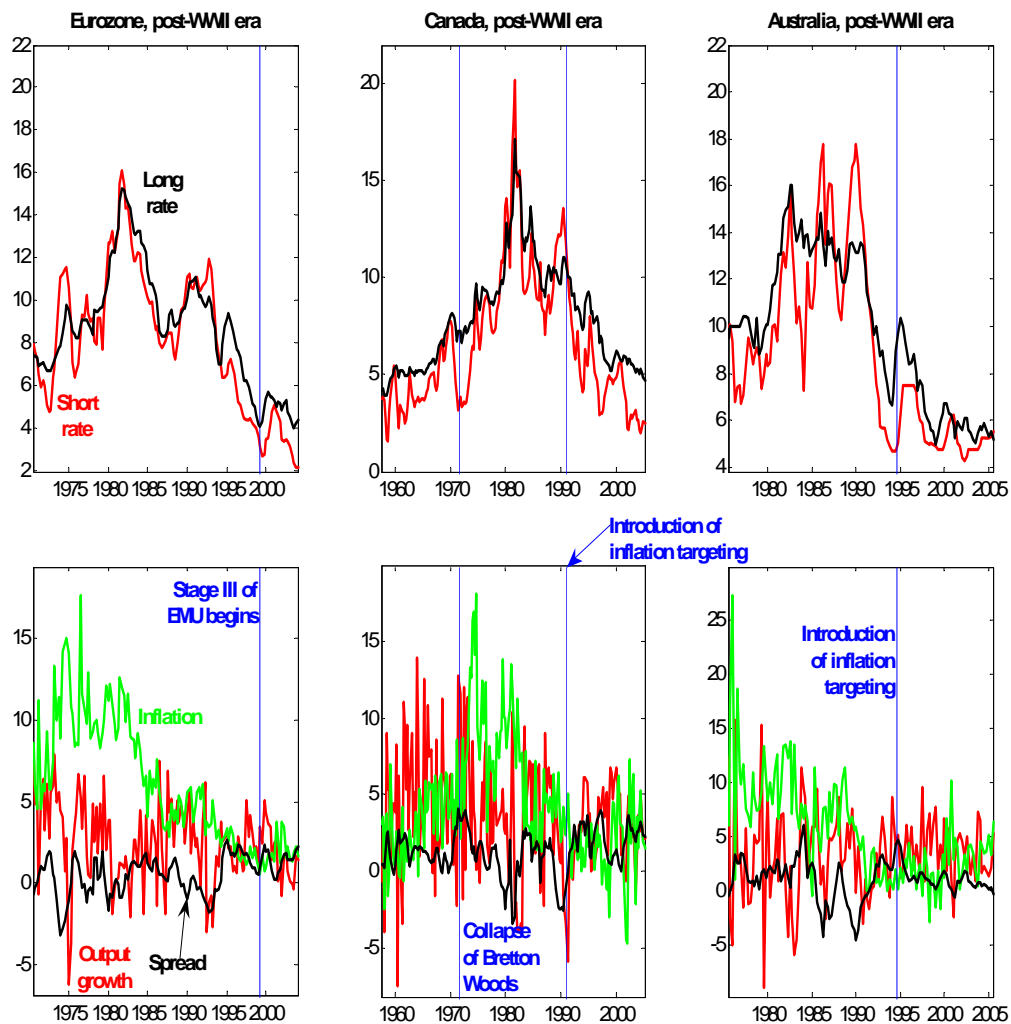 Eurozone, post-WWII era
Canada, post-WWII era
Australia, post-WWII era
22
20
18
16
14
12
10
8
6
4
2
Long
rate
Short
rate
1975 1980 1985 1990 1995 2000
20
15
10
5
0
1960 1970 1980 1990 2000
22
20
18
16
14
12
10
8
6
4
1980 1985 1990 1995 2000 2005
Introduction of
inflation targeting
15
10
5
0
-5
Stage III of
EMU begins
Inflation
Output
growth
Spread
1975 1980 1985 1990 1995 2000
15
10
5
0
-5
Collapse
of Bretton
Woods
1960 1970 1980 1990 2000
25
20
15
10
5
0
-5
Introduction
of inflation
targeting
1980 1985 1990 1995 2000 2005